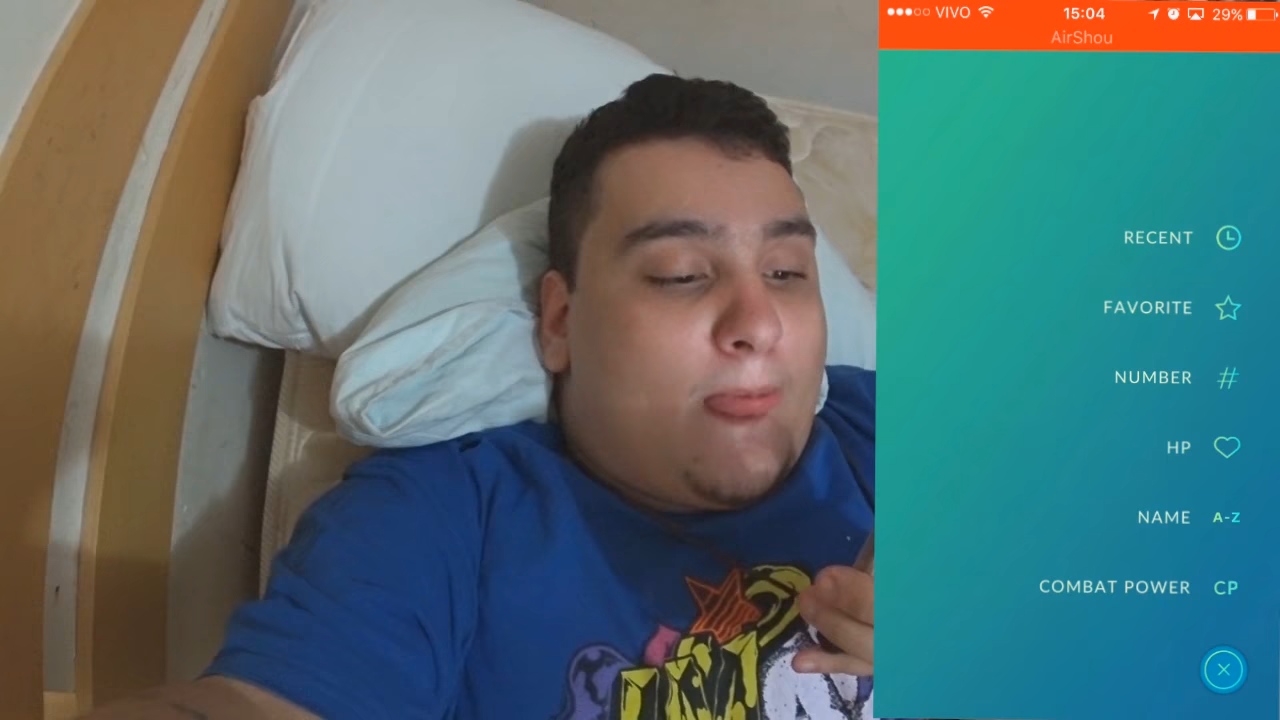 VIVO 15:04 29%
AirShou
RECENT
FAVORITE
NUMBER #
HP
NAME A-Z
COMBAT POWER CP